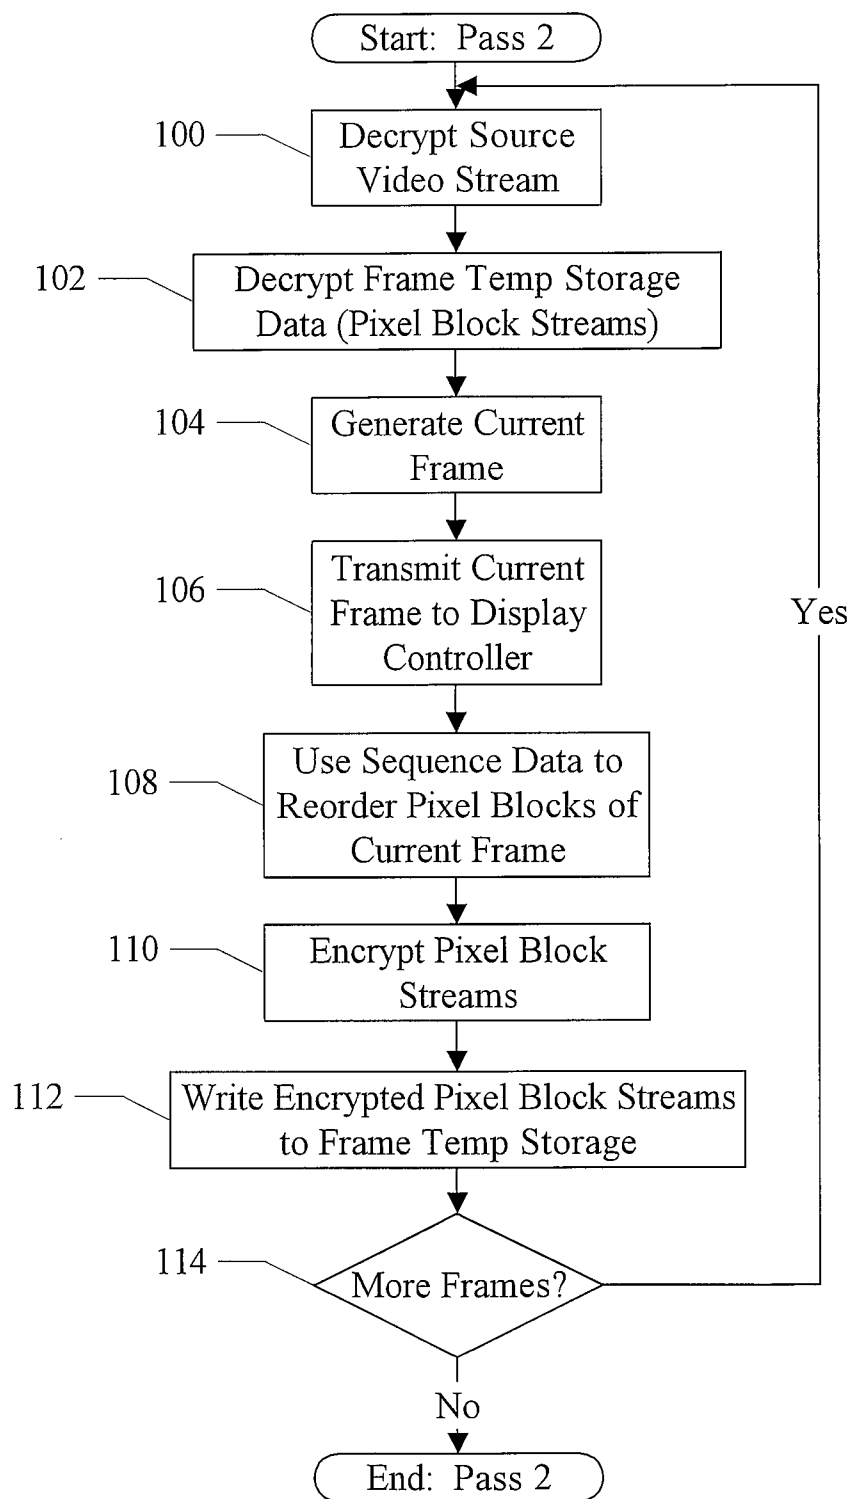 Start: Pass 2
100
Decrypt Source
Video Stream
102
Decrypt Frame Temp Storage
Data (Pixel Block Streams)
104
Generate Current
Frame
106
Transmit Current
Frame to Display
Controller
Yes
108
Use Sequence Data to
Reorder Pixel Blocks of
Current Frame
110
Encrypt Pixel Block
Streams
112
Write Encrypted Pixel Block Streams
to Frame Temp Storage
114
More Frames?
No
End: Pass 2